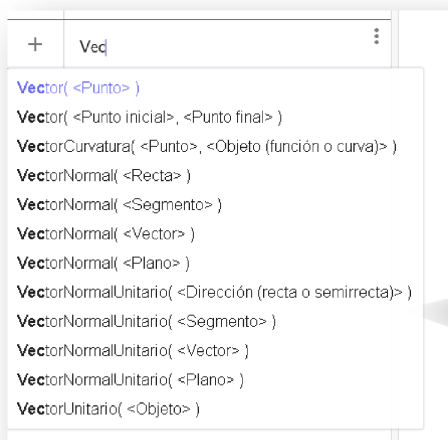 + Vec
Vector( <Punto> )
Vector( <Punto inicial>, <Punto final> )
VectorCurvatura( <Punto>, <Objeto (función o curva)> )
VectorNormal( <Recta> )
VectorNormal( <Segmento> )
VectorNormal( <Vector> )
VectorNormal( <Plano> )
VectorNormalUnitario( <Dirección (recta o semirrecta)> )
VectorNormalUnitario( <Segmento> )
VectorNormalUnitario( <Vector> )
VectorNormalUnitario( <Plano> )
VectorUnitario( <Objeto> )